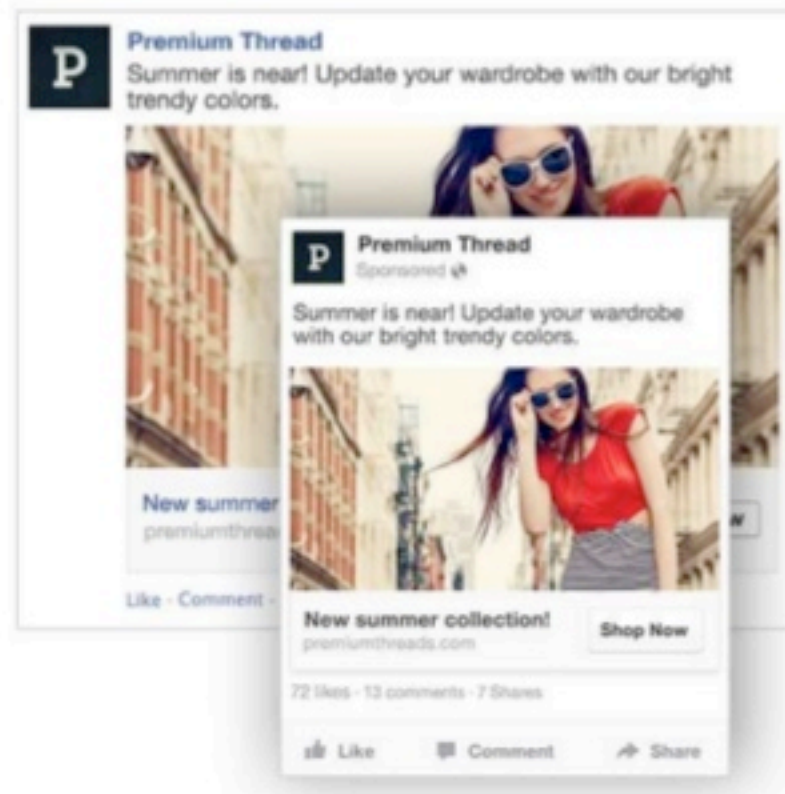 P
Premium Thread
Summer is near! Update your wardrobe with our bright
trendy colors.
P
Premium Thread
Sponsored
Summer is near! Update your wardrobe
with our bright trendy colors.
New summer
premiumthrea
w
Like · Comment ·
New summer collection!
premiumthreads.com
Shop Now
72 likes · 13 comments · 7 Shares
Like Comment Share